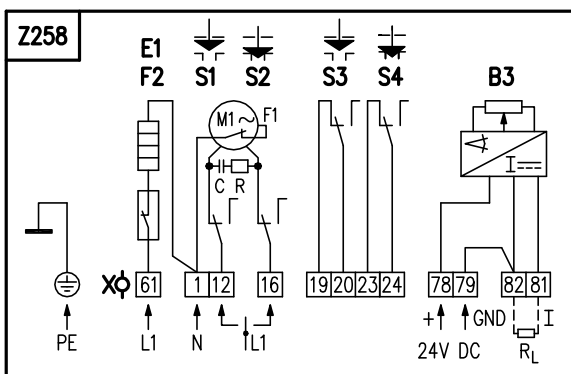 Z258
E1 S1 S2 S3 S4 B3
F2
M1 ~ F1
C R
I
X 61 1 12 16 19 20 23 24 78 79 82 81
+ GND I
PE L1 N L1 24V DC RL